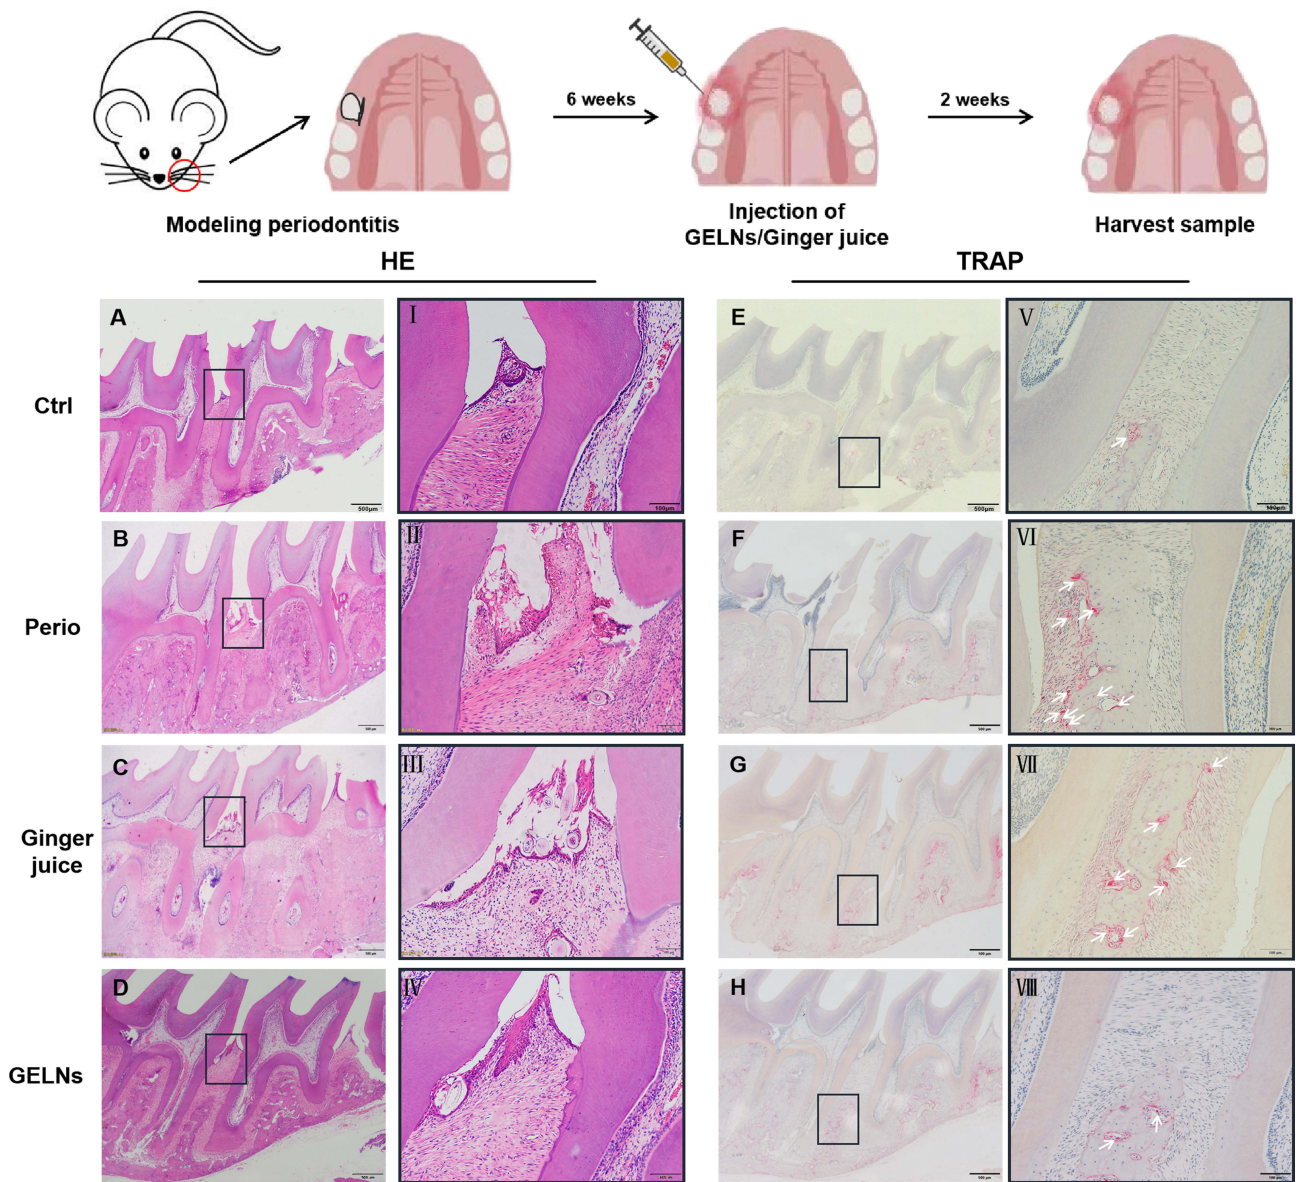 6 weeks
2 weeks
Modeling periodontitis
Injection of
GELNs/Ginger juice
Harvest sample
HE
TRAP
Ctrl
A
500μm
I
100μm
E
500μm
V
100μm
Perio
B
II
F
VI
Ginger
juice
C
III
G
VII
GELNs
D
IV
H
VIII